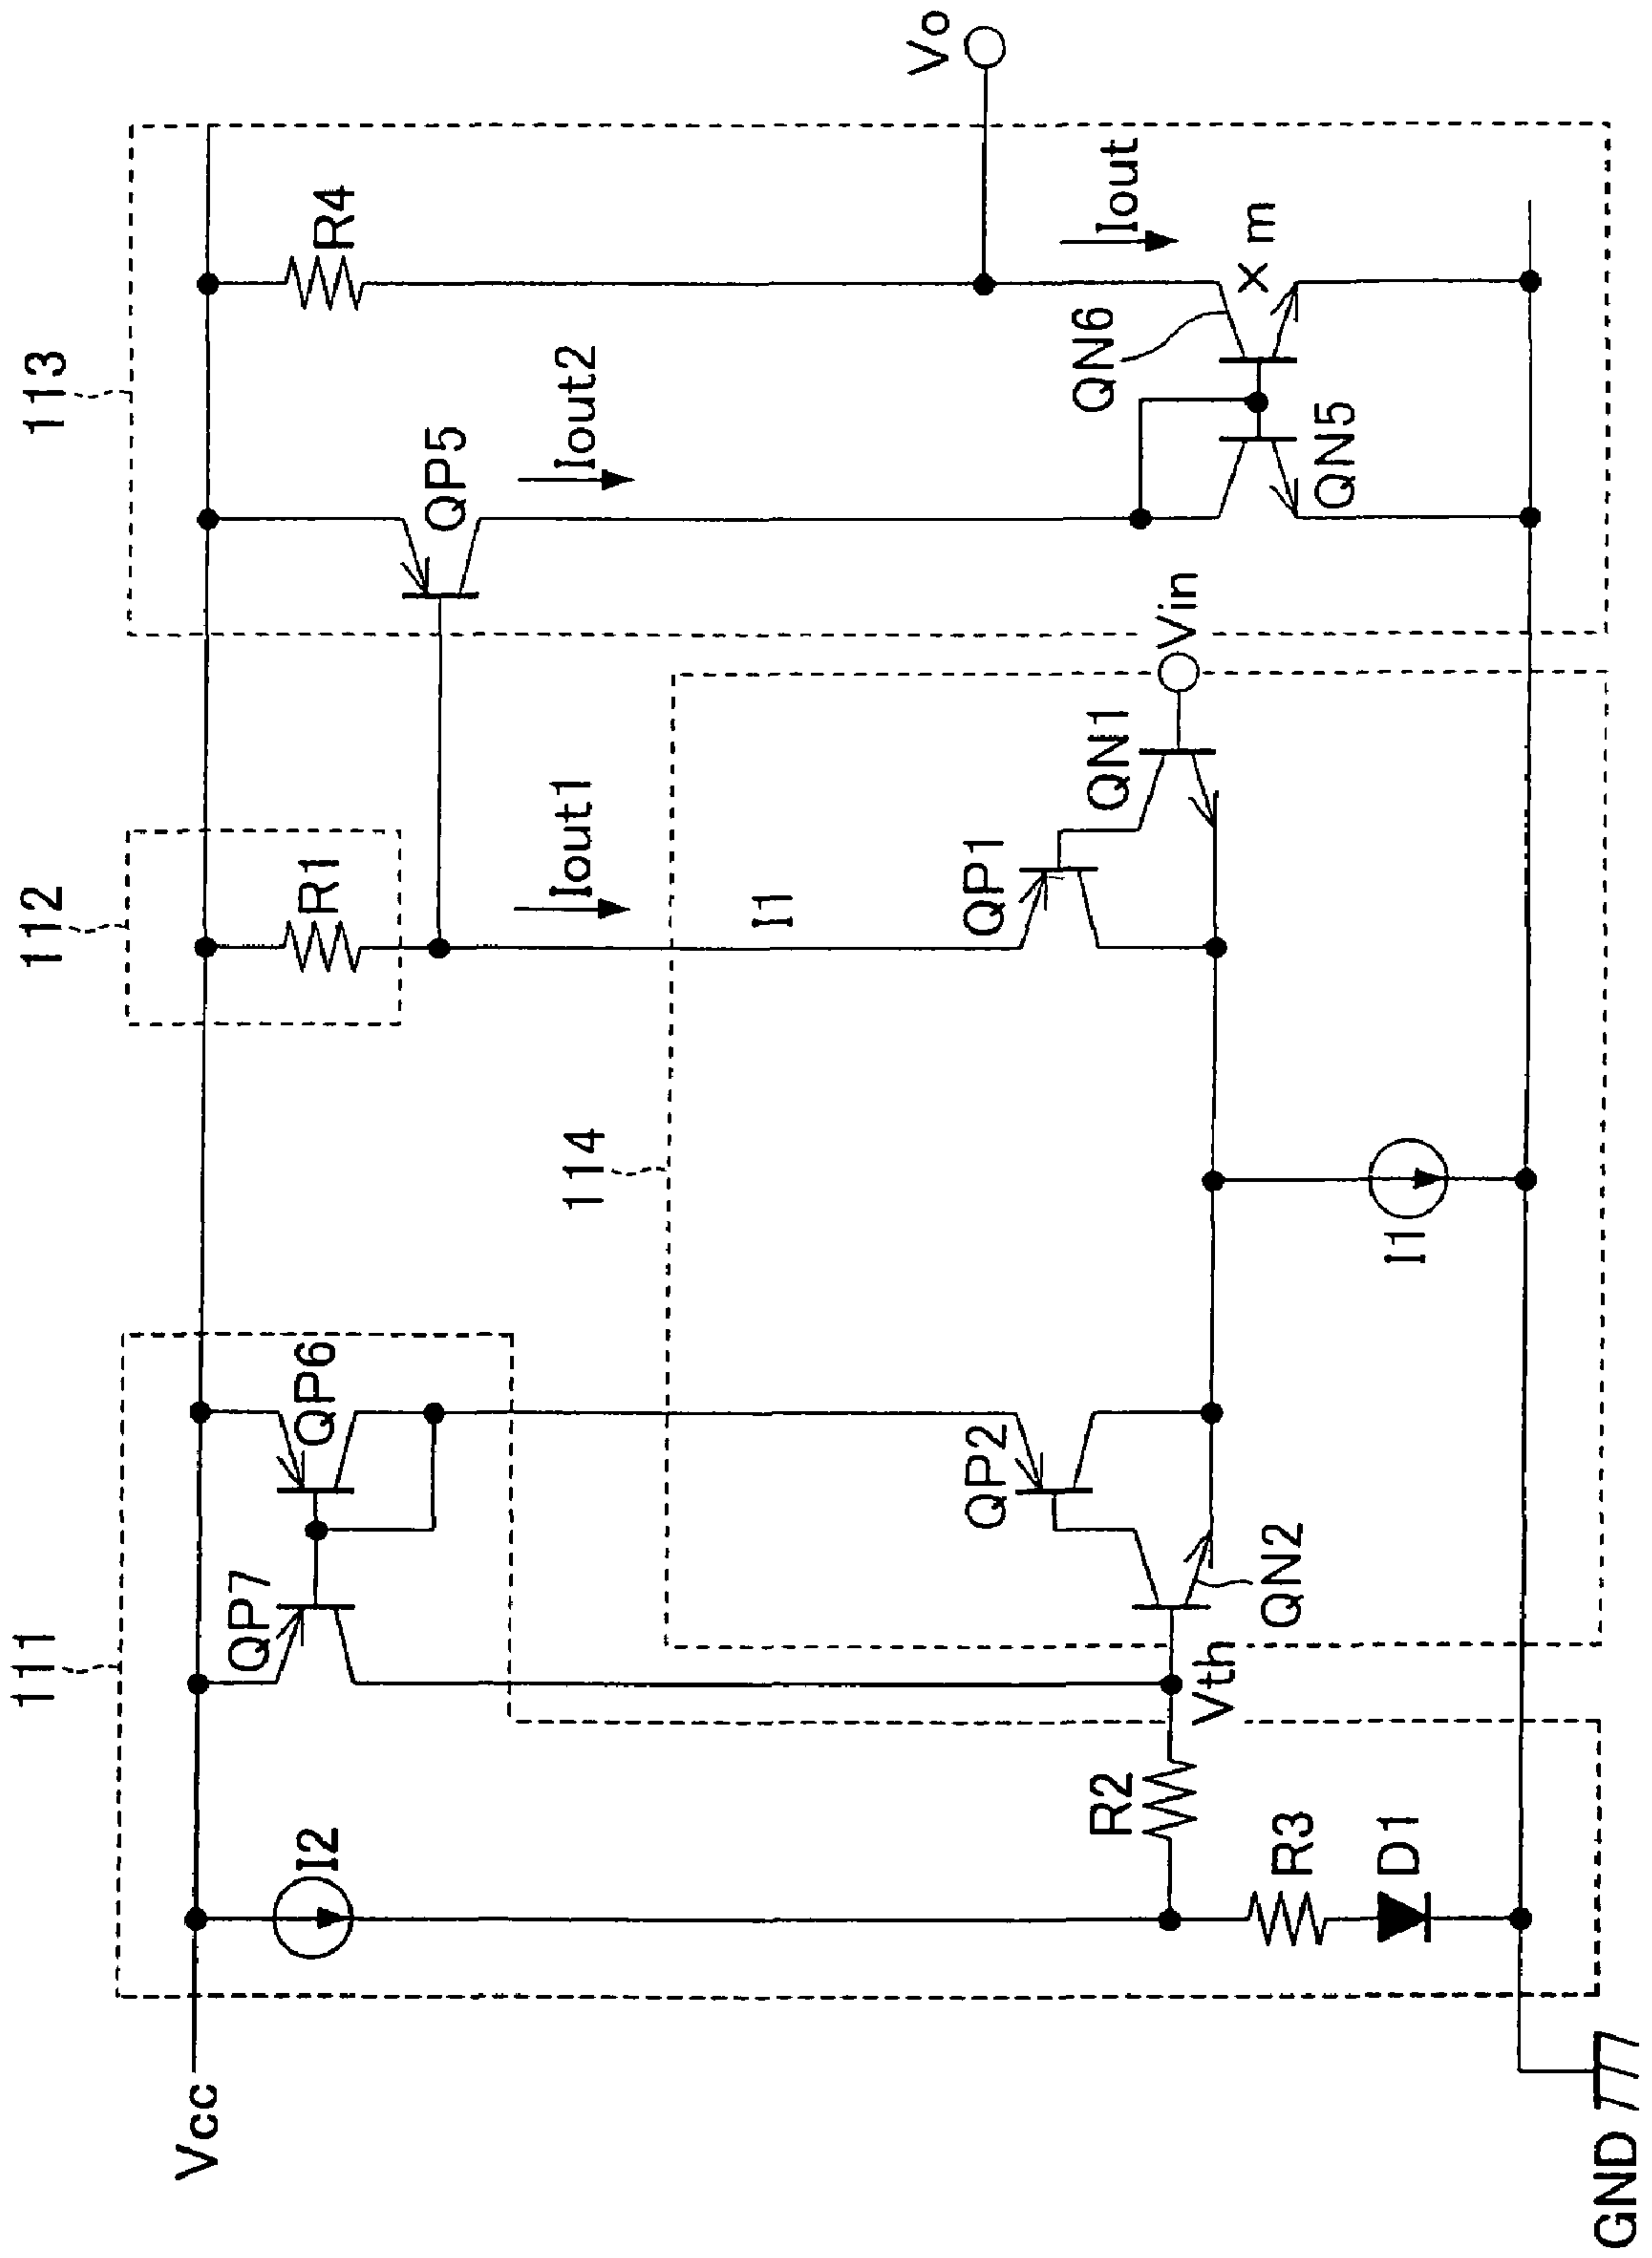 111
112
113
Vcc
QP7
QP6
I2
R1
QP5
R4
Iout1
Iout2
Vo
114
I1
QP2
QP1
QN1
QN2
Vin
Vth
R2
R3
D1
I1
QN6
QN5
x m
Iout
GND